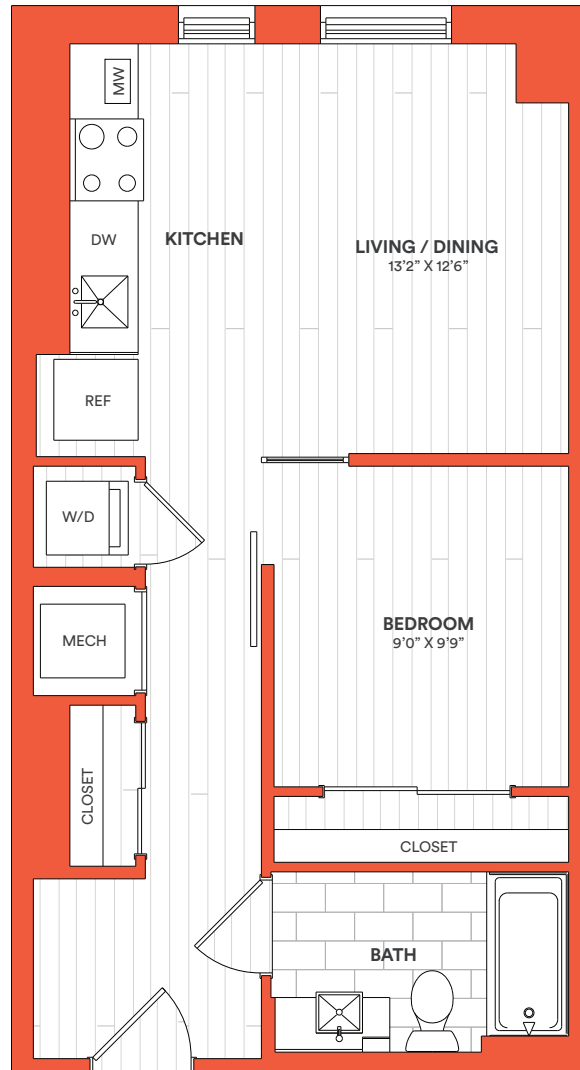 MW
DW
KITCHEN
LIVING / DINING
13’2” X 12’6”
REF
W/D
BEDROOM
9’0” X 9’9”
MECH
CLOSET
CLOSET
BATH